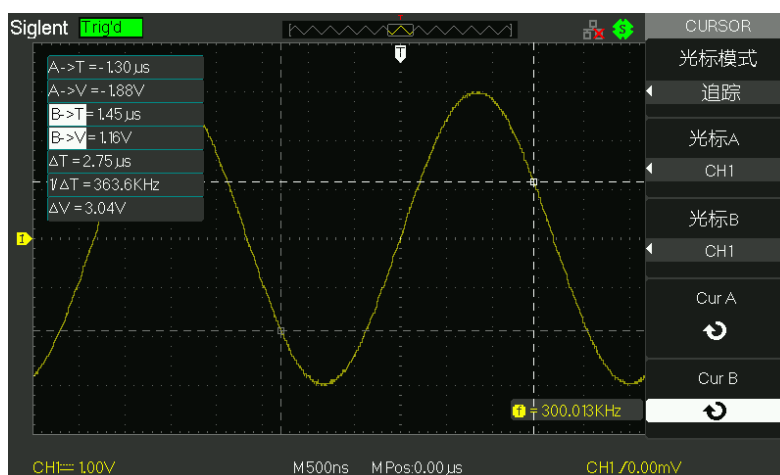 Siglent Trig'd T S CURSOR
T
A->T = -1.30µs
A->V = -1.88V
B->T = 1.45µs
B->V = 1.16V
ΔT = 2.75µs
1/ΔT = 363.6KHz
ΔV = 3.04V
光标模式
追踪
光标A
CH1
光标B
CH1
Cur A
Cur B
1
f = 300.013KHz
CH1 1.00V M500ns M Pos:0.00µs CH1 /0.00mV